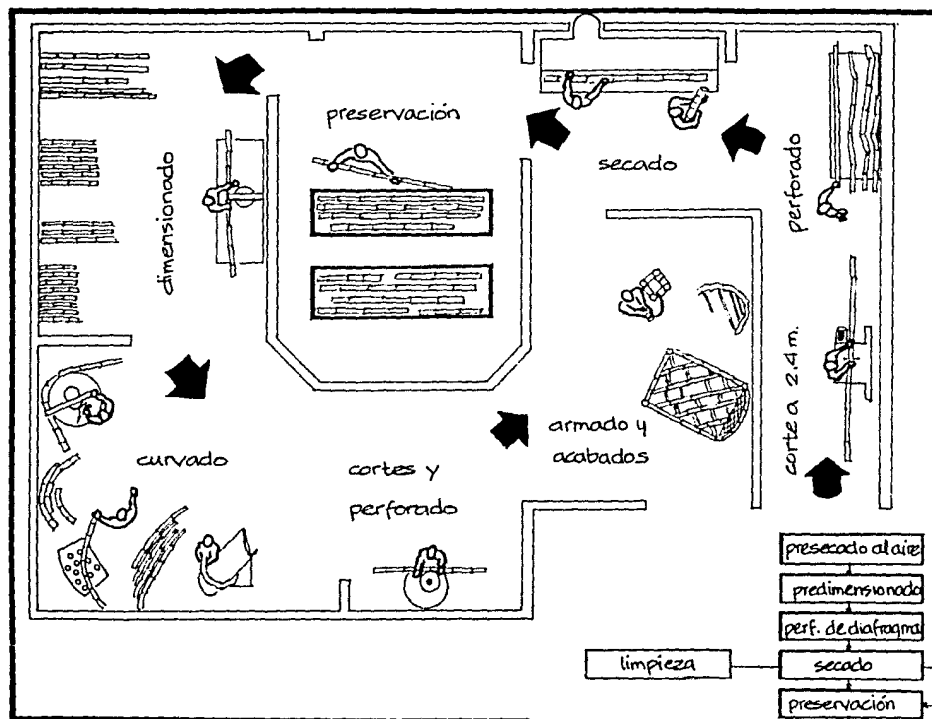 preservación
secado
perforado
dimensionado
corte a 2.4 m.
armado y
acabados
curvado
cortes y
perforado
presecado al aire
predimensionado
perf. de diafragma
limpieza
secado
preservación